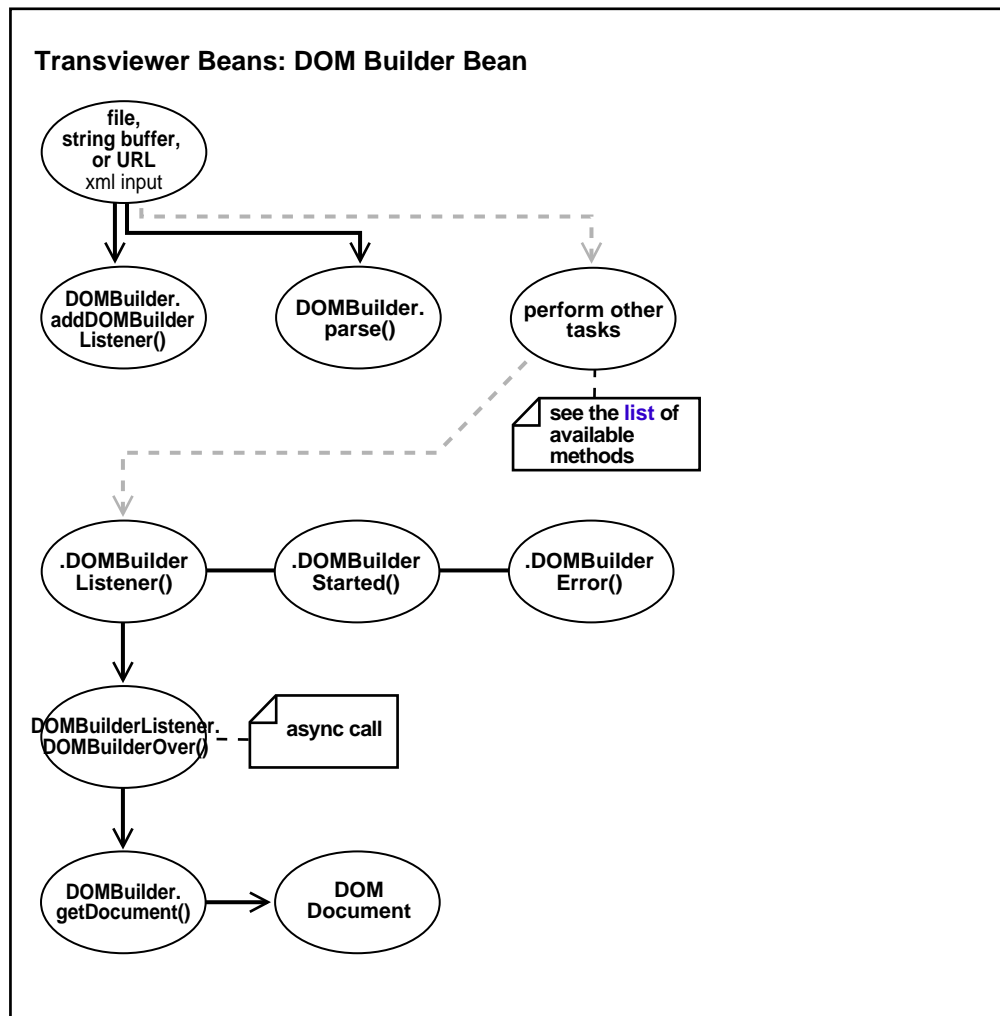 Transviewer Beans: DOM Builder Bean
file,
string buffer,
or URL
xml input
DOMBuilder.
addDOMBuilder
Listener()
DOMBuilder.
parse()
perform other
tasks
see the list of
available
methods
.DOMBuilder
Listener()
.DOMBuilder
Started()
.DOMBuilder
Error()
DOMBuilderListener.
DOMBuilderOver()
async call
DOMBuilder.
getDocument()
DOM
Document